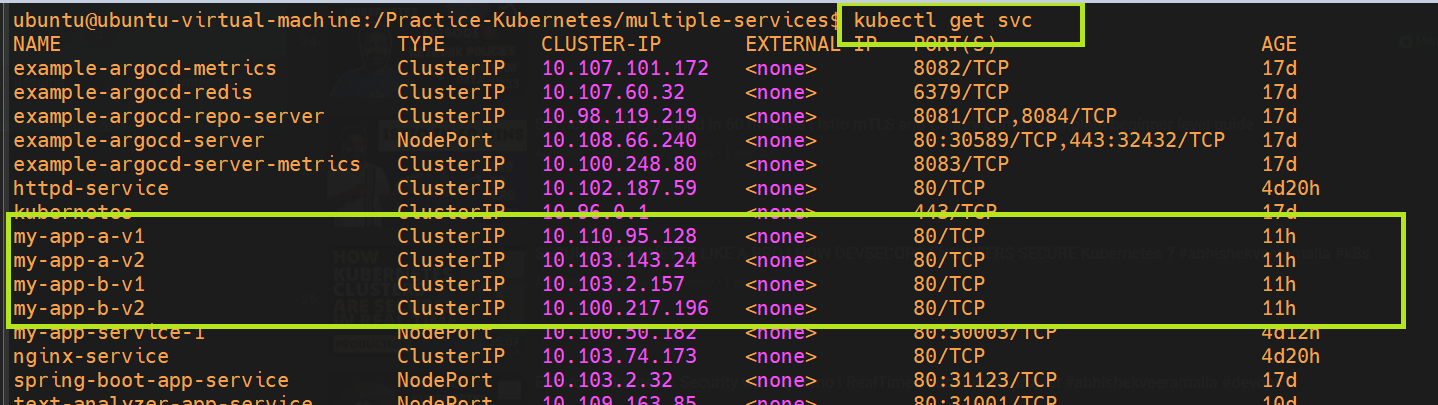 ubuntu@ubuntu-virtual-machine:/Practice-Kubernetes/multiple-services$ kubectl get svc
NAME TYPE CLUSTER-IP EXTERNAL-IP PORT(S) AGE
example-argocd-metrics ClusterIP 10.107.101.172 <none> 8082/TCP 17d
example-argocd-redis ClusterIP 10.107.60.32 <none> 6379/TCP 17d
example-argocd-repo-server ClusterIP 10.98.119.219 <none> 8081/TCP,8084/TCP 17d
example-argocd-server NodePort 10.108.66.240 <none> 80:30589/TCP,443:32432/TCP 17d
example-argocd-server-metrics ClusterIP 10.100.248.80 <none> 8083/TCP 17d
httpd-service ClusterIP 10.102.187.59 <none> 80/TCP 4d20h
kubernetes ClusterIP 10.96.0.1 <none> 443/TCP 17d
my-app-a-v1 ClusterIP 10.110.95.128 <none> 80/TCP 11h
my-app-a-v2 ClusterIP 10.103.143.24 <none> 80/TCP 11h
my-app-b-v1 ClusterIP 10.103.2.157 <none> 80/TCP 11h
my-app-b-v2 ClusterIP 10.100.217.196 <none> 80/TCP 11h
my-app-service-1 NodePort 10.100.50.182 <none> 80:30003/TCP 4d12h
nginx-service ClusterIP 10.103.74.173 <none> 80/TCP 4d20h
spring-boot-app-service NodePort 10.103.2.32 <none> 80:31123/TCP 17d
text-analyzer-app-service NodePort 10.109.163.85 <none> 80:31001/TCP 10d